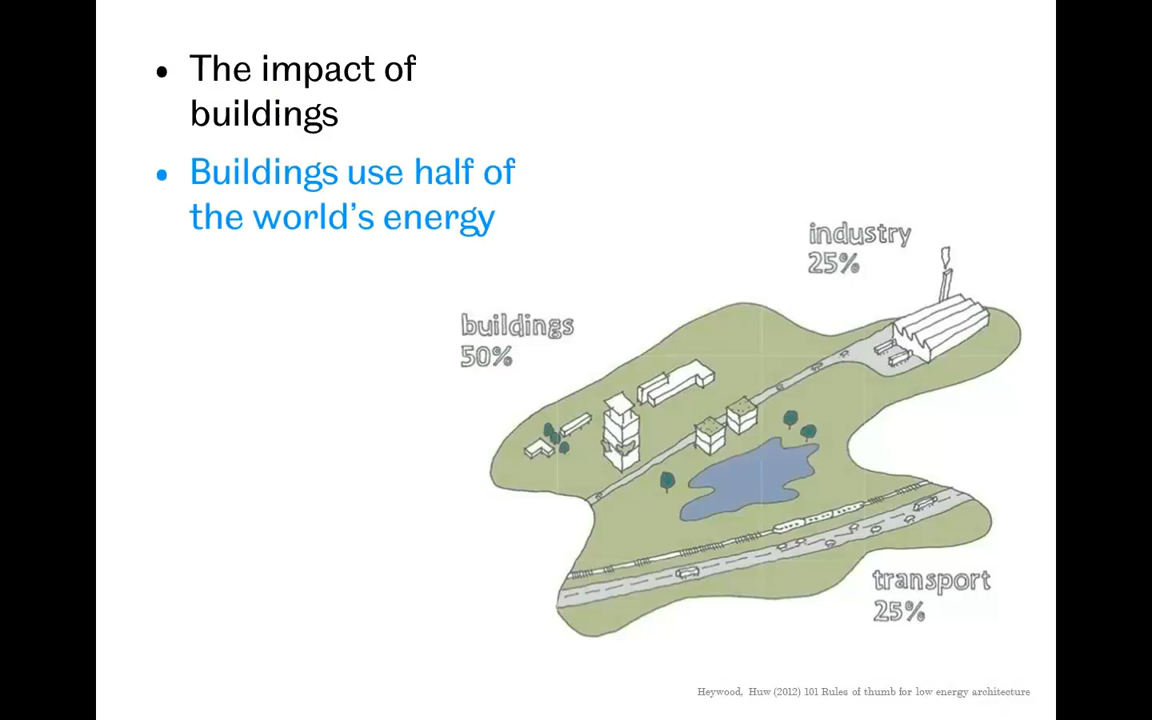 • The impact of
buildings
• Buildings use half of
the world’s energy
industry
25%
buildings
50%
transport
25%
Heywood, Huw (2012) 101 Rules of thumb for low energy architecture